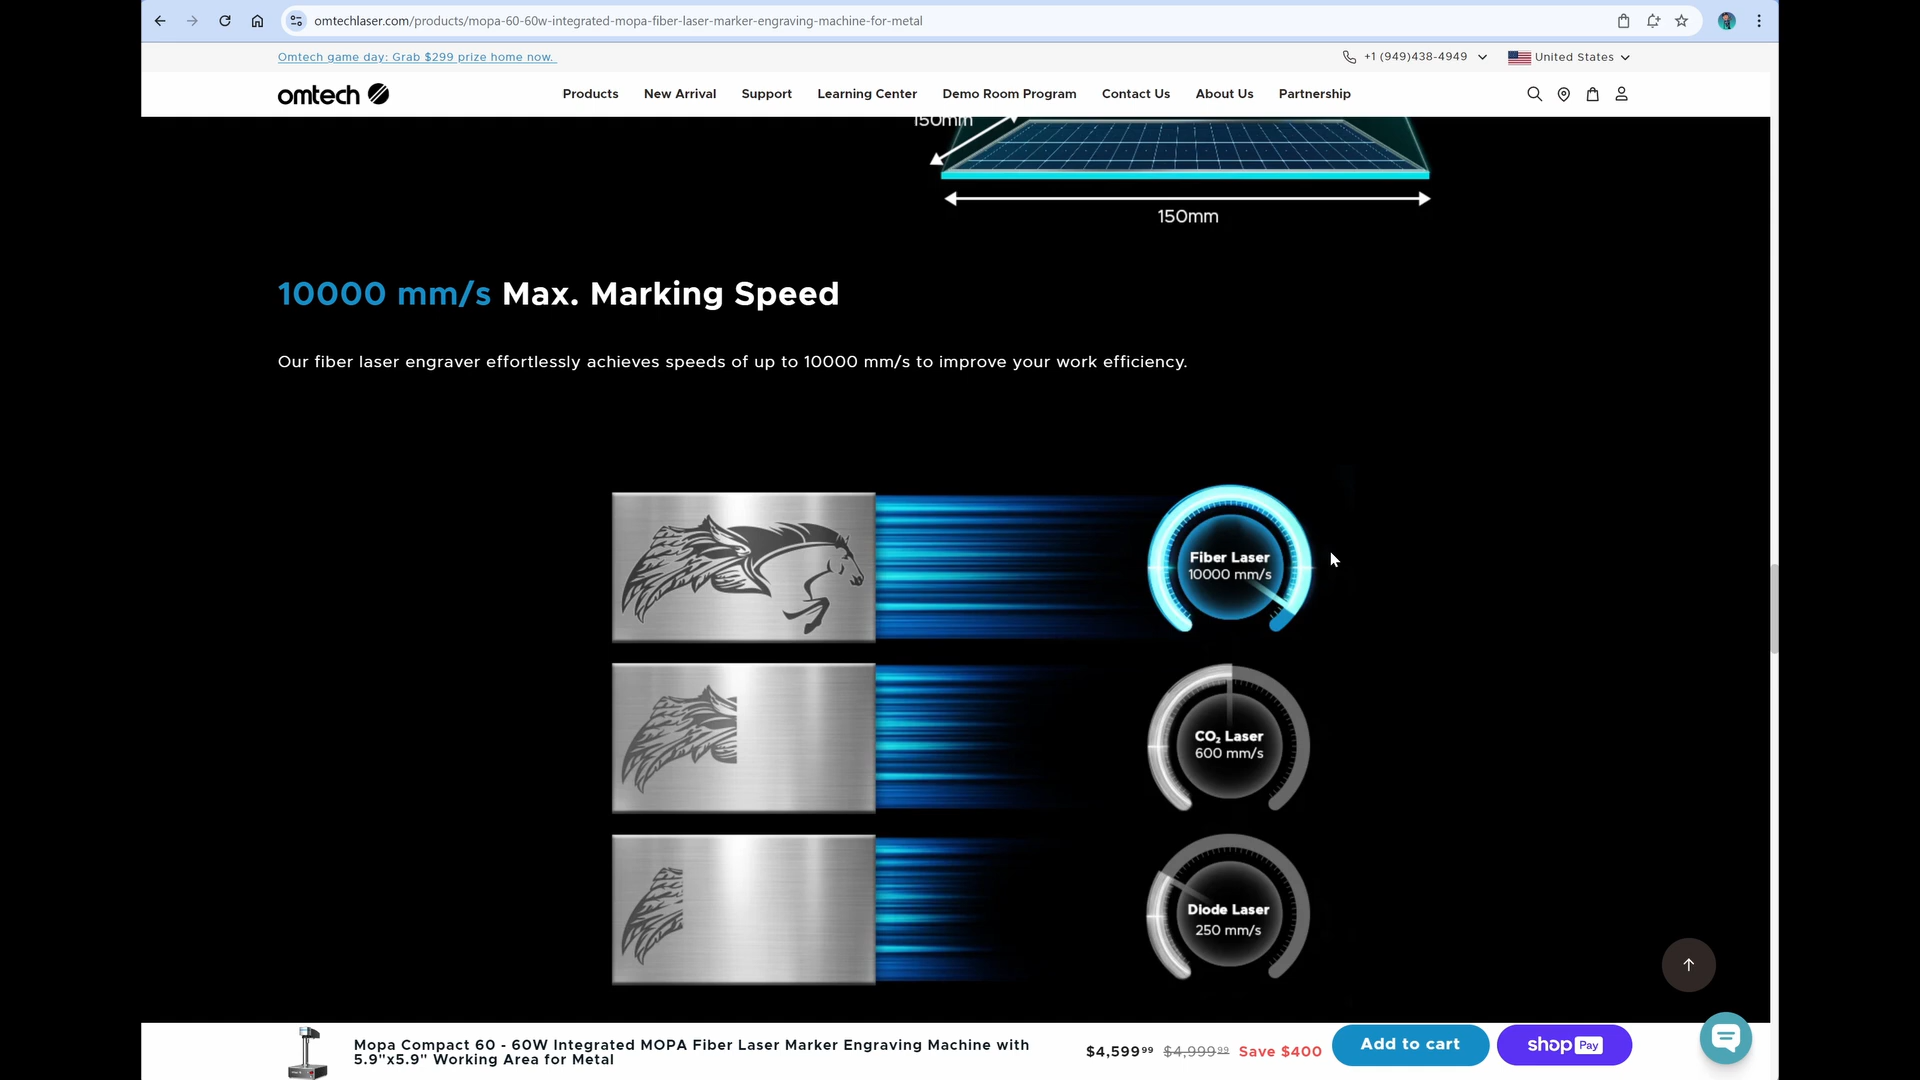 omtechlaser.com/products/mopa-60-60w-integrated-mopa-fiber-laser-marker-engraving-machine-for-metal
Omtech game day: Grab $299 prize home now.
+1 (949)438-4949
United States
omtech
Products New Arrival Support Learning Center Demo Room Program Contact Us About Us Partnership
150mm
150mm
10000 mm/s Max. Marking Speed
Our fiber laser engraver effortlessly achieves speeds of up to 10000 mm/s to improve your work efficiency.
Fiber Laser
10000 mm/s
CO₂ Laser
600 mm/s
Diode Laser
250 mm/s
Mopa Compact 60 - 60W Integrated MOPA Fiber Laser Marker Engraving Machine with
5.9"x5.9" Working Area for Metal
$4,599⁹⁹ $4,999⁹⁹ Save $400
Add to cart
shop Pay